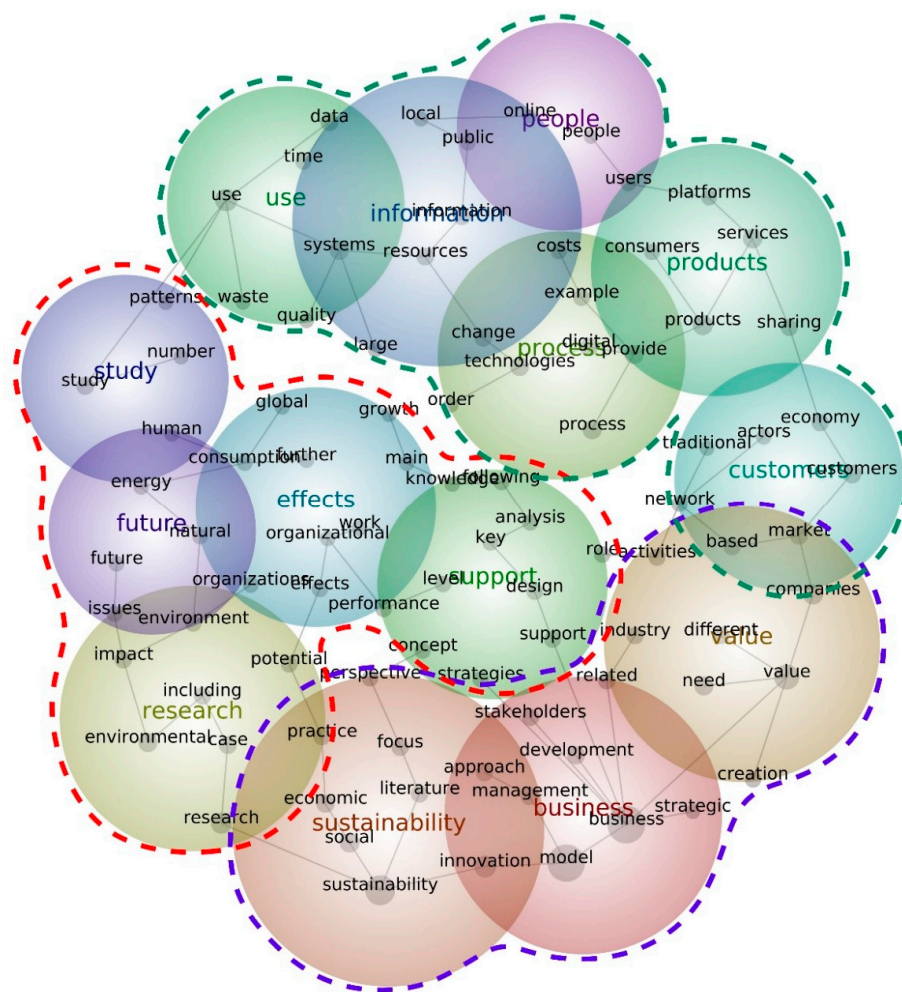 data
local
online
people
people
public
time
users
platforms
use
use
information
information
services
systems
resources
costs
consumers
products
patterns
waste
quality
example
large
change
digital
products
sharing
number
study
study
technologies
process
provide
order
global
growth
human
process
traditional
actors
economy
consumption
further
main
energy
knowledge
following
customers
customers
effects
network
future
natural
organizational
work
analysis
key
based
market
future
organizations
effects
level
support
role
activities
design
companies
issues
environment
performance
impact
potential
concept
support
industry
different
value
perspective
strategies
related
need
value
including
research
stakeholders
environmental
case
practice
focus
approach
development
creation
economic
literature
management
business
strategic
research
sustainability
business
social
innovation
model
sustainability